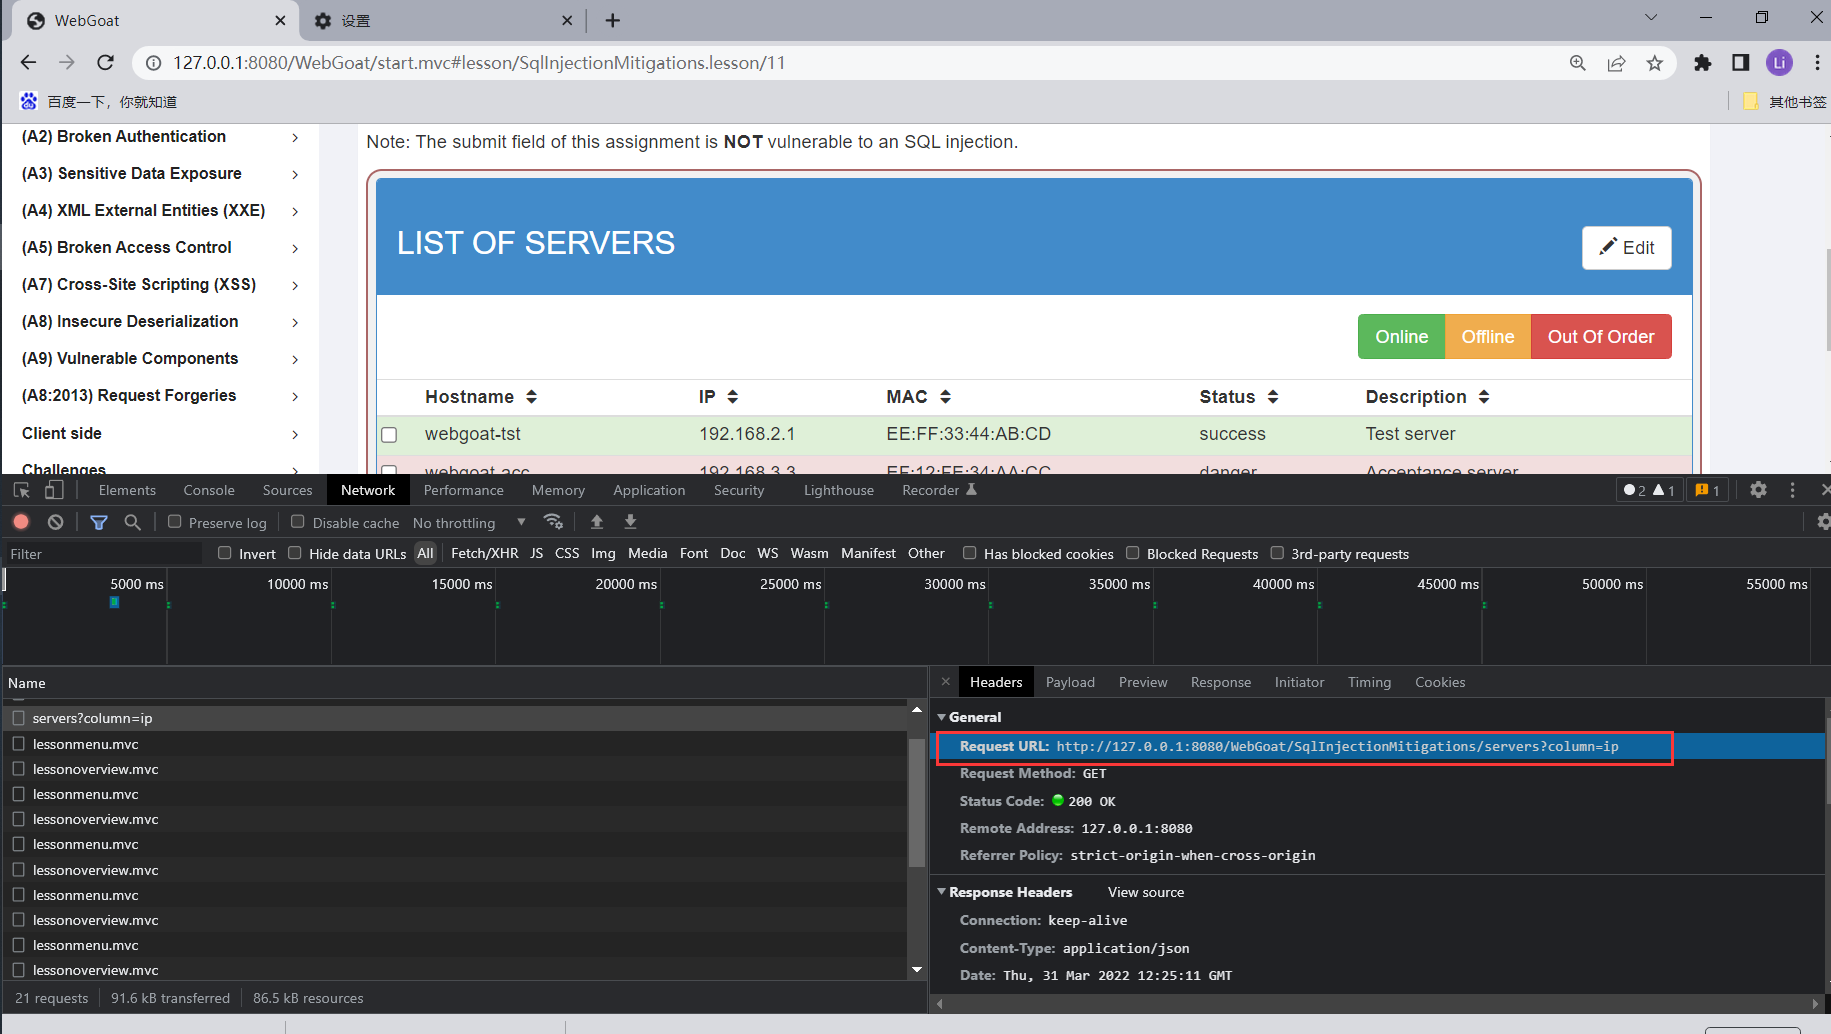 WebGoat
设置
127.0.0.1:8080/WebGoat/start.mvc#lesson/SqlInjectionMitigations.lesson/11
Li
百度一下，你就知道
其他书签
(A2) Broken Authentication
(A3) Sensitive Data Exposure
(A4) XML External Entities (XXE)
(A5) Broken Access Control
(A7) Cross-Site Scripting (XSS)
(A8) Insecure Deserialization
(A9) Vulnerable Components
(A8:2013) Request Forgeries
Client side
Challenges
Note: The submit field of this assignment is NOT vulnerable to an SQL injection.
LIST OF SERVERS
Edit
Online Offline Out Of Order
Hostname IP MAC Status Description
webgoat-tst 192.168.2.1 EE:FF:33:44:AB:CD success Test server
webgoat-acc 192.168.3.3 EF:12:FE:34:AA:CC danger Acceptance server
Elements Console Sources Network Performance Memory Application Security Lighthouse Recorder 2 1 1
Preserve log Disable cache No throttling
Filter Invert Hide data URLs All Fetch/XHR JS CSS Img Media Font Doc WS Wasm Manifest Other Has blocked cookies Blocked Requests 3rd-party requests
5000 ms 10000 ms 15000 ms 20000 ms 25000 ms 30000 ms 35000 ms 40000 ms 45000 ms 50000 ms 55000 ms
Name
servers?column=ip
lessonmenu.mvc
lessonoverview.mvc
lessonmenu.mvc
lessonoverview.mvc
lessonmenu.mvc
lessonoverview.mvc
lessonmenu.mvc
lessonoverview.mvc
lessonmenu.mvc
lessonoverview.mvc
21 requests 91.6 kB transferred 86.5 kB resources
Headers Payload Preview Response Initiator Timing Cookies
General
Request URL: http://127.0.0.1:8080/WebGoat/SqlInjectionMitigations/servers?column=ip
Request Method: GET
Status Code: 200 OK
Remote Address: 127.0.0.1:8080
Referrer Policy: strict-origin-when-cross-origin
Response Headers View source
Connection: keep-alive
Content-Type: application/json
Date: Thu, 31 Mar 2022 12:25:11 GMT